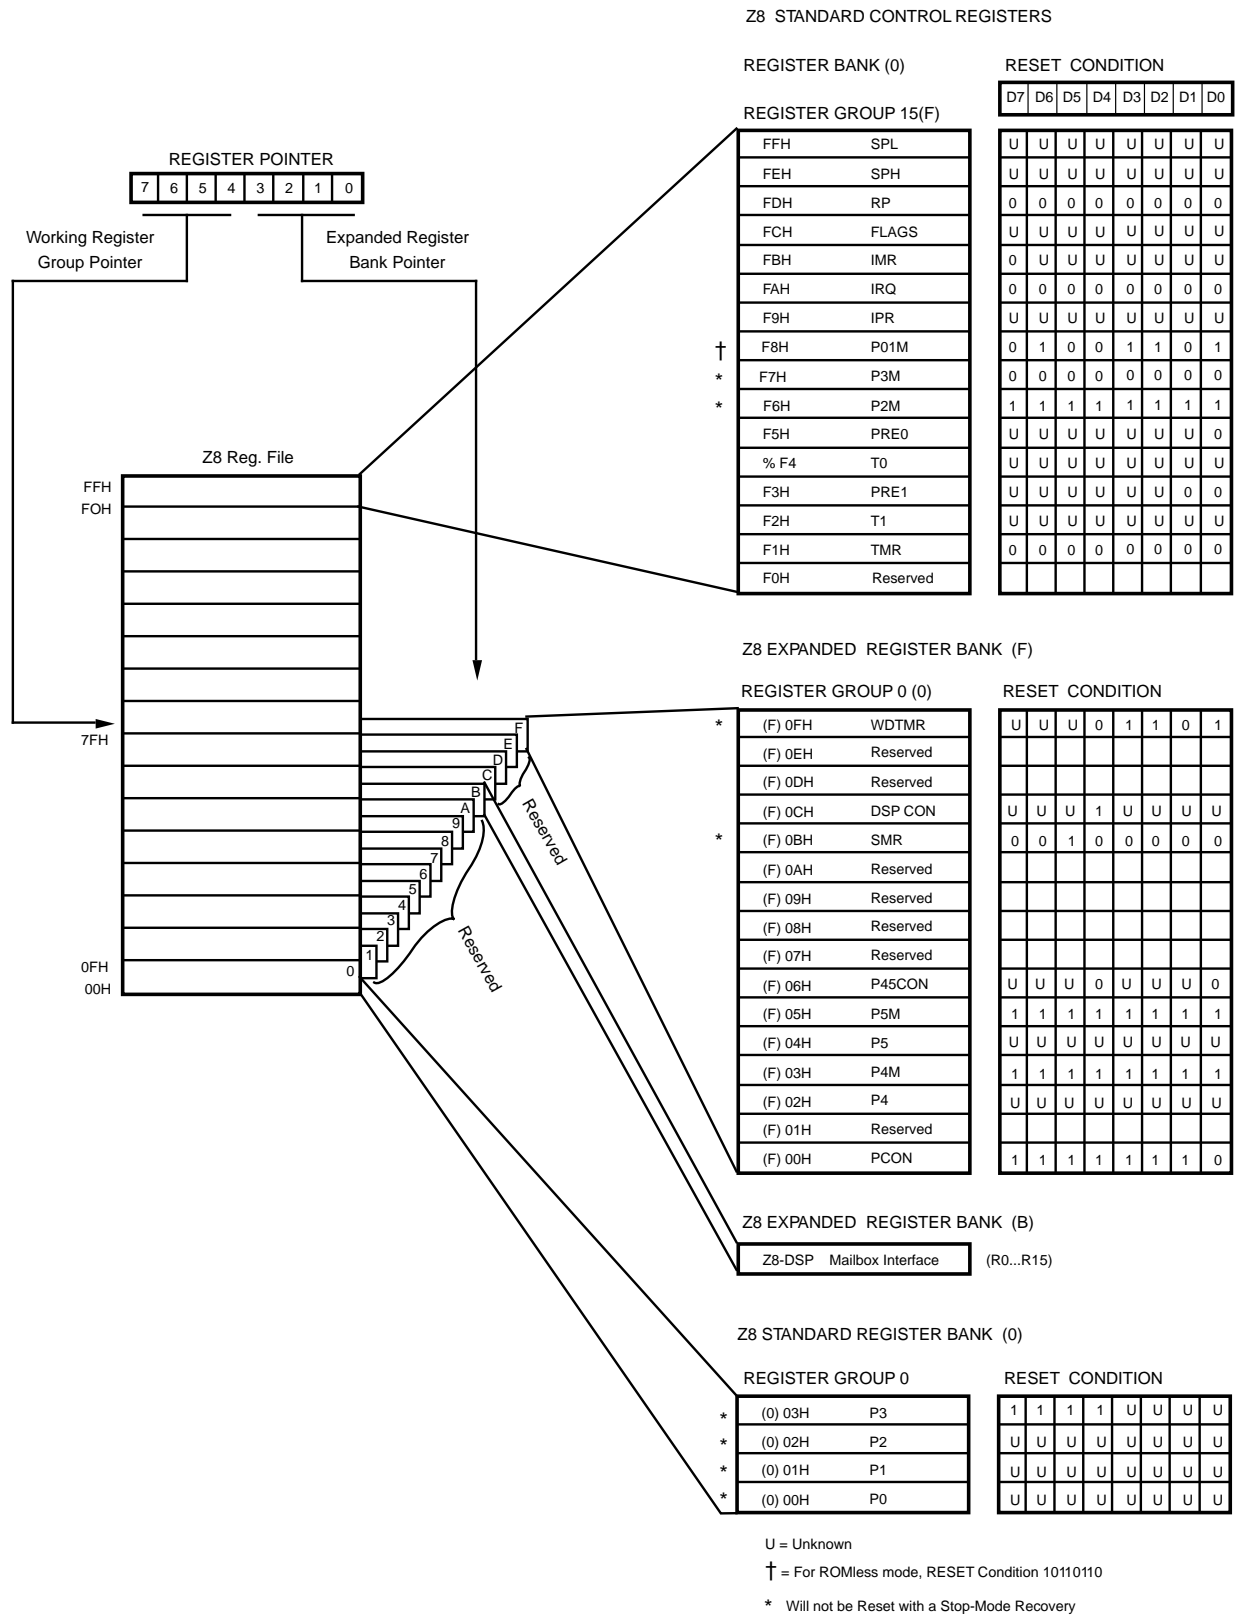 Z8 STANDARD CONTROL REGISTERS
REGISTER BANK (0) RESET CONDITION
D7 D6 D5 D4 D3 D2 D1 D0
REGISTER GROUP 15(F)
FFH SPL U U U U U U U U
FEH SPH U U U U U U U U
FDH RP 0 0 0 0 0 0 0 0
FCH FLAGS U U U U U U U U
FBH IMR 0 U U U U U U U
FAH IRQ 0 0 0 0 0 0 0 0
F9H IPR U U U U U U U U
† F8H P01M 0 1 0 0 1 1 0 1
* F7H P3M 0 0 0 0 0 0 0 0
* F6H P2M 1 1 1 1 1 1 1 1
F5H PRE0 U U U U U U U 0
% F4 T0 U U U U U U U U
F3H PRE1 U U U U U U 0 0
F2H T1 U U U U U U U U
F1H TMR 0 0 0 0 0 0 0 0
F0H Reserved
REGISTER POINTER
7 6 5 4 3 2 1 0
Working Register
Group Pointer
Expanded Register
Bank Pointer
Z8 Reg. File
FFH
FOH
7FH
0FH
00H
F
E
D
C
B
A
9
8
7
6
5
4
3
2
1
0
Reserved
Reserved
Z8 EXPANDED REGISTER BANK (F)
REGISTER GROUP 0 (0) RESET CONDITION
* (F) 0FH WDTMR U U U 0 1 1 0 1
(F) 0EH Reserved
(F) 0DH Reserved
(F) 0CH DSP CON U U U 1 U U U U
* (F) 0BH SMR 0 0 1 0 0 0 0 0
(F) 0AH Reserved
(F) 09H Reserved
(F) 08H Reserved
(F) 07H Reserved
(F) 06H P45CON U U U 0 U U U 0
(F) 05H P5M 1 1 1 1 1 1 1 1
(F) 04H P5 U U U U U U U U
(F) 03H P4M 1 1 1 1 1 1 1 1
(F) 02H P4 U U U U U U U U
(F) 01H Reserved
(F) 00H PCON 1 1 1 1 1 1 1 0
Z8 EXPANDED REGISTER BANK (B)
Z8-DSP Mailbox Interface (R0...R15)
Z8 STANDARD REGISTER BANK (0)
REGISTER GROUP 0 RESET CONDITION
* (0) 03H P3 1 1 1 1 U U U U
* (0) 02H P2 U U U U U U U U
* (0) 01H P1 U U U U U U U U
* (0) 00H P0 U U U U U U U U
U = Unknown
† = For ROMless mode, RESET Condition 10110110
* Will not be Reset with a Stop-Mode Recovery